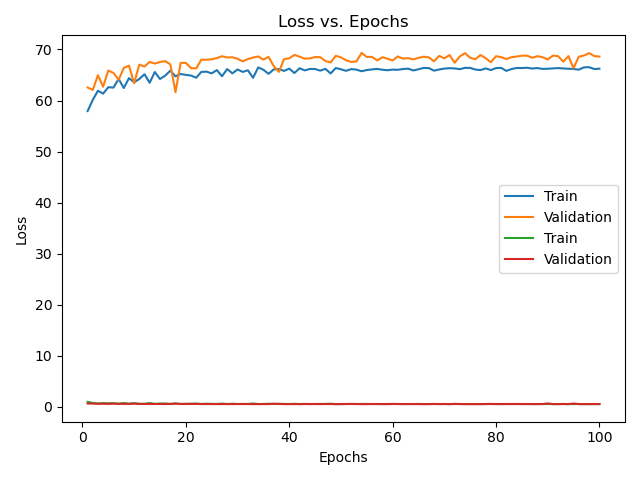 Loss vs. Epochs
70
60
50
40
30
20
10
0
Loss
0 20 40 60 80 100
Epochs
Train
Validation
Train
Validation